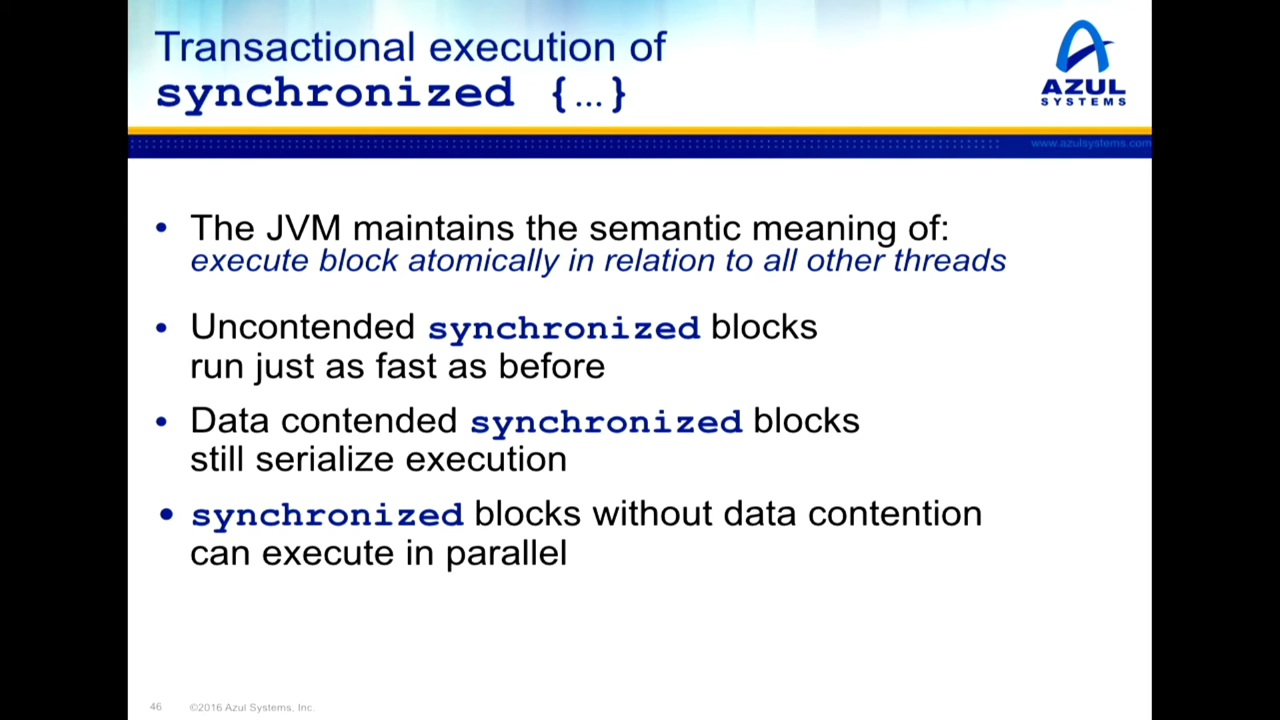 Transactional execution of
synchronized {…}
AZUL
SYSTEMS
www.azulsystems.com
• The JVM maintains the semantic meaning of:
execute block atomically in relation to all other threads
• Uncontended synchronized blocks
run just as fast as before
• Data contended synchronized blocks
still serialize execution
• synchronized blocks without data contention
can execute in parallel
46 ©2016 Azul Systems, Inc.